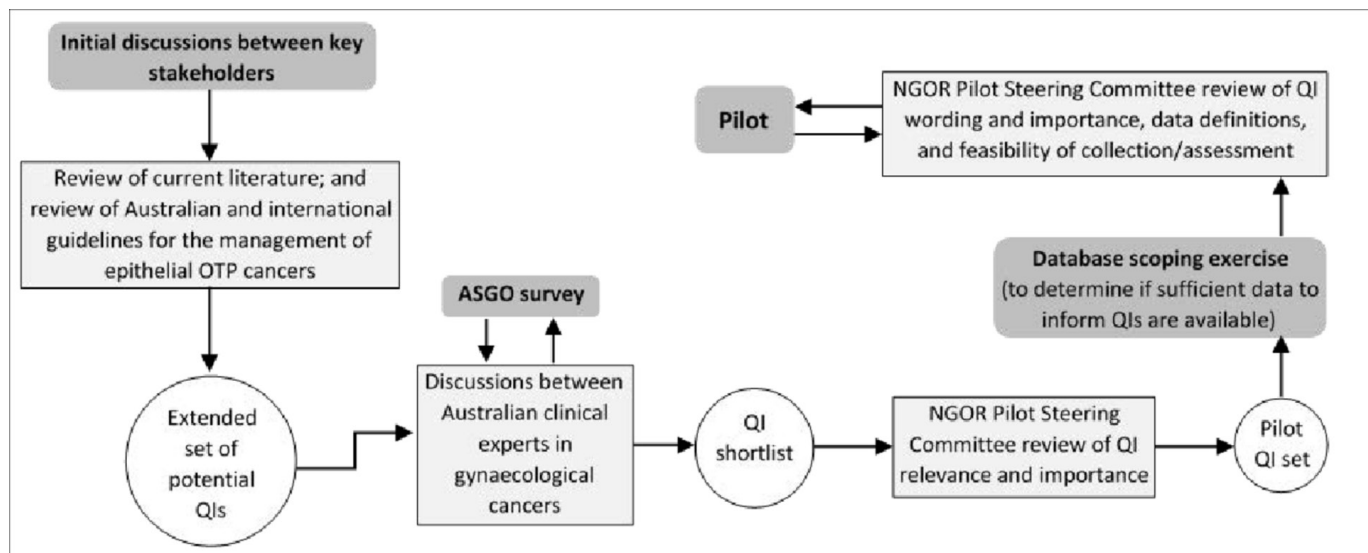 Initial discussions between key
stakeholders
Review of current literature; and
review of Australian and international
guidelines for the management of
epithelial OTP cancers
Extended
set of
potential
QIs
ASGO survey
Discussions between
Australian clinical
experts in
gynaecological
cancers
QI
shortlist
NGOR Pilot Steering
Committee review of QI
relevance and importance
Pilot
QI set
Database scoping exercise
(to determine if sufficient data to
inform QIs are available)
NGOR Pilot Steering Committee review of QI
wording and importance, data definitions,
and feasibility of collection/assessment
Pilot